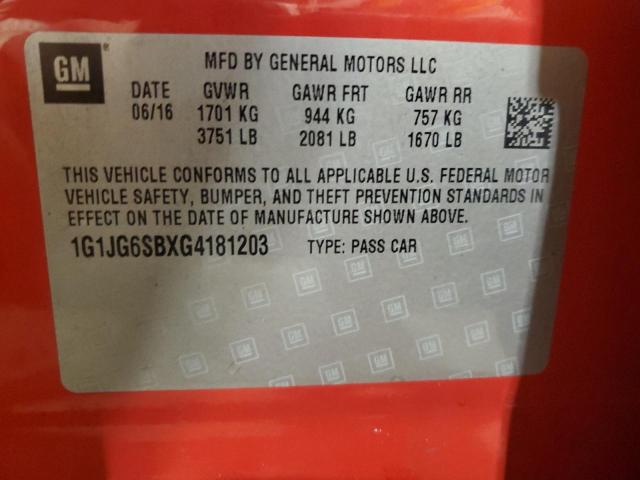 GM
MFD BY GENERAL MOTORS LLC
DATE GVWR GAWR FRT GAWR RR
06/16 1701 KG 944 KG 757 KG
3751 LB 2081 LB 1670 LB
THIS VEHICLE CONFORMS TO ALL APPLICABLE U.S. FEDERAL MOTOR
VEHICLE SAFETY, BUMPER, AND THEFT PREVENTION STANDARDS IN
EFFECT ON THE DATE OF MANUFACTURE SHOWN ABOVE.
1G1JG6SBXG4181203 TYPE: PASS CAR